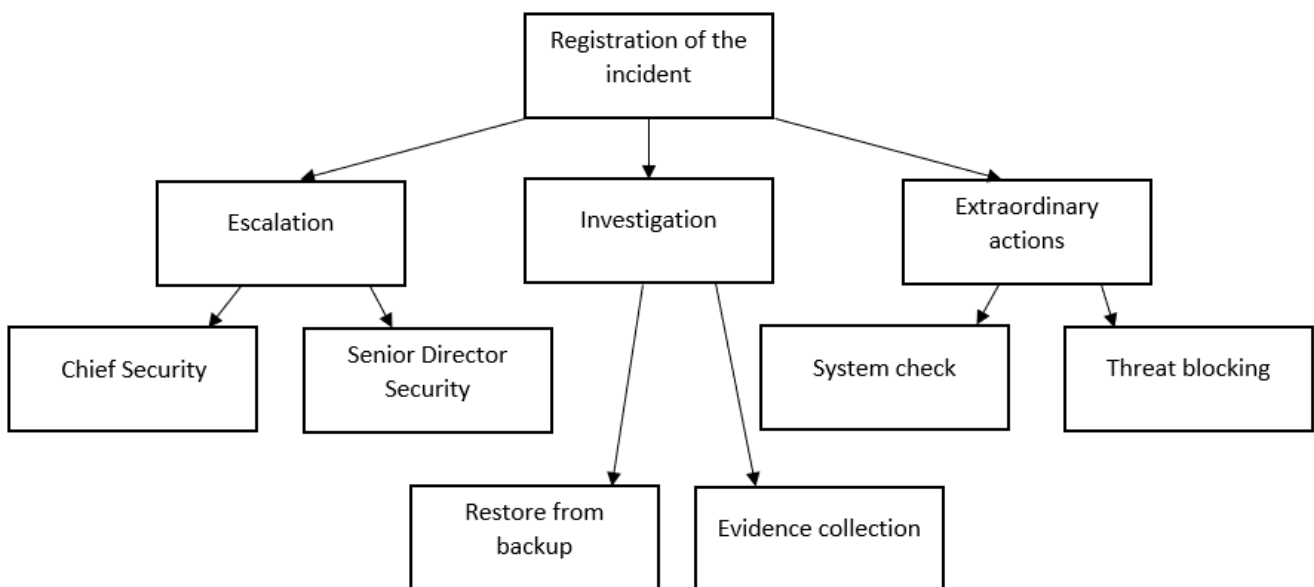 Registration of the
incident
Escalation
Investigation
Extraordinary
actions
Chief Security
Senior Director
Security
System check
Threat blocking
Restore from
backup
Evidence collection